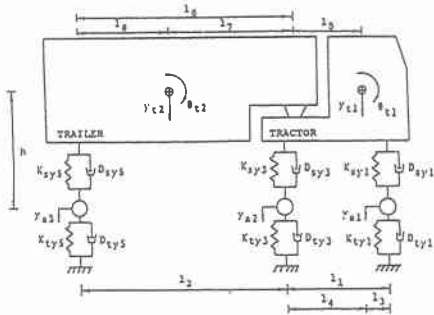 l6
l8 l7 l5
yt2 θt2
yt1 θt1
h
TRAILER TRACTOR
Ksy5 Dsy5 Ksy3 Dsy3 Ksy1 Dsy1
ya3 ya2 ya1
Kty5 Dty5 Kty3 Dty3 Kty1 Dty1
l2 l1
l4 l3